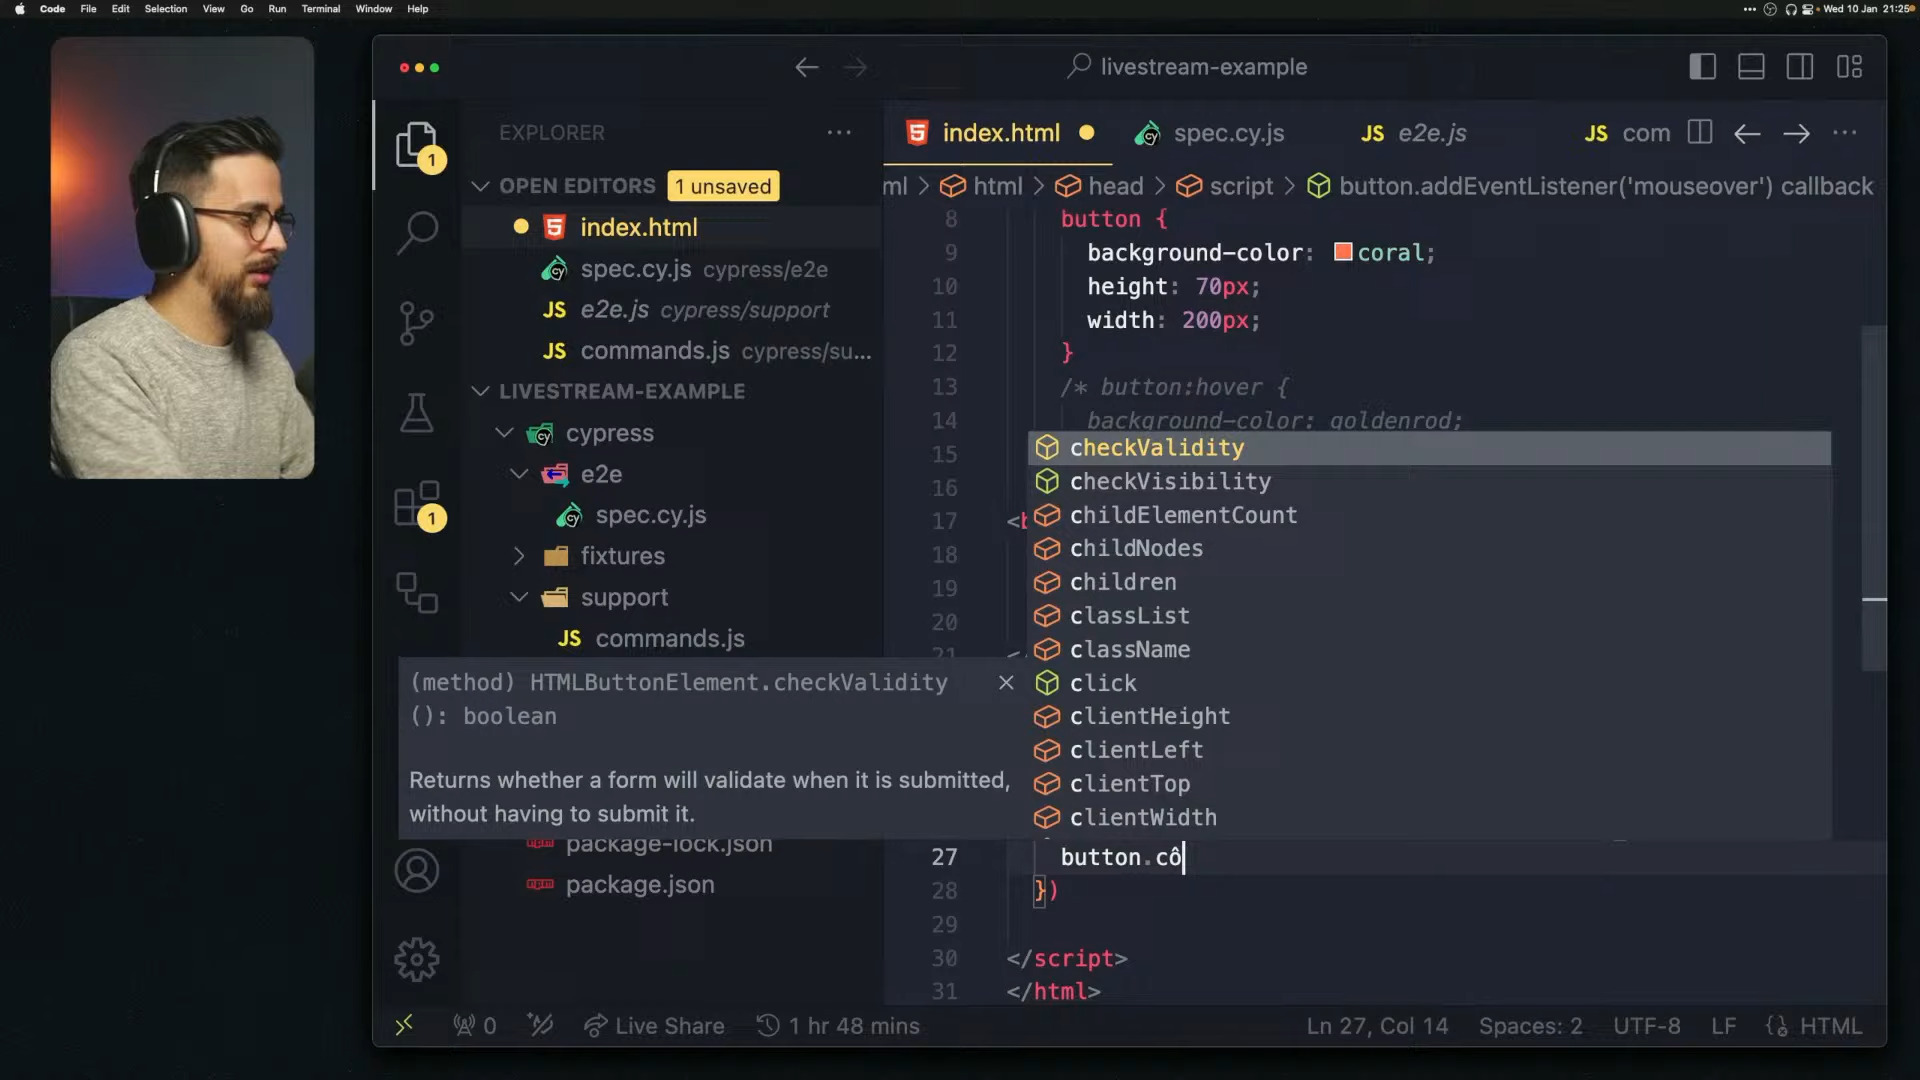 Code File Edit Selection View Go Run Terminal Window Help
Wed 10 Jan 21:25
livestream-example
EXPLORER
OPEN EDITORS 1 unsaved
index.html
spec.cy.js cypress/e2e
e2e.js cypress/support
commands.js cypress/su...
LIVESTREAM-EXAMPLE
cypress
e2e
spec.cy.js
fixtures
support
commands.js
package-lock.json
package.json
1
1
index.html spec.cy.js e2e.js com
ml > html > head > script > button.addEventListener('mouseover') callback
8 button {
9 background-color: coral;
10 height: 70px;
11 width: 200px;
12 }
13 /* button:hover {
14 background-color: goldenrod;
15
16
17 <b
18
19
20
21 </
checkValidity
checkVisibility
childElementCount
childNodes
children
classList
className
click
clientHeight
clientLeft
clientTop
clientWidth
(method) HTMLButtonElement.checkValidity
(): boolean
Returns whether a form will validate when it is submitted,
without having to submit it.
27 button.cô
28 })
29
30 </script>
31 </html>
0 Live Share 1 hr 48 mins Ln 27, Col 14 Spaces: 2 UTF-8 LF HTML